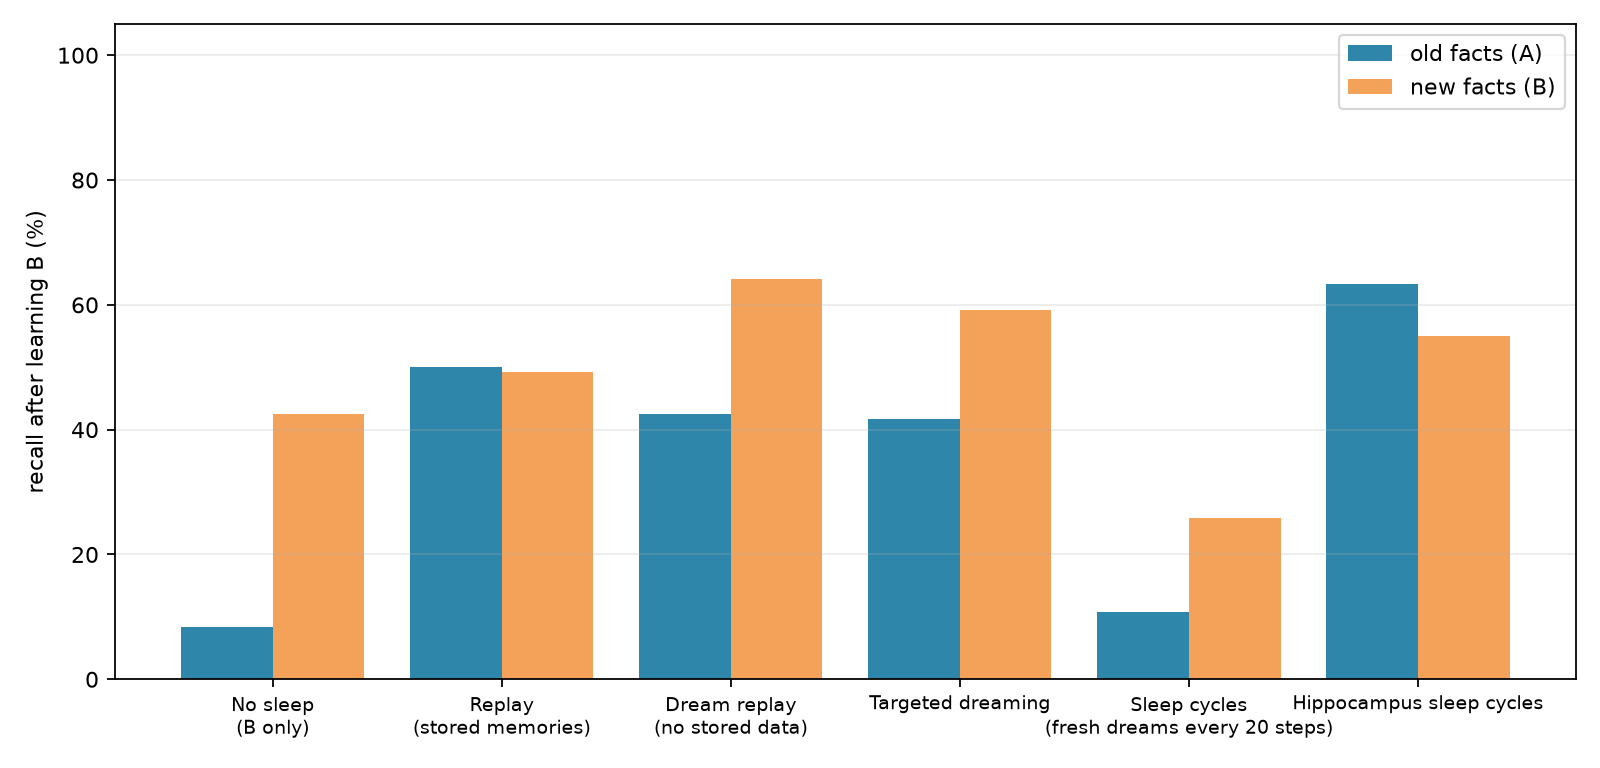 100
80
60
40
20
0
recall after learning B (%)
old facts (A)
new facts (B)
No sleep
(B only)
Replay
(stored memories)
Dream replay
(no stored data)
Targeted dreaming
Sleep cycles
(fresh dreams every 20 steps)
Hippocampus sleep cycles